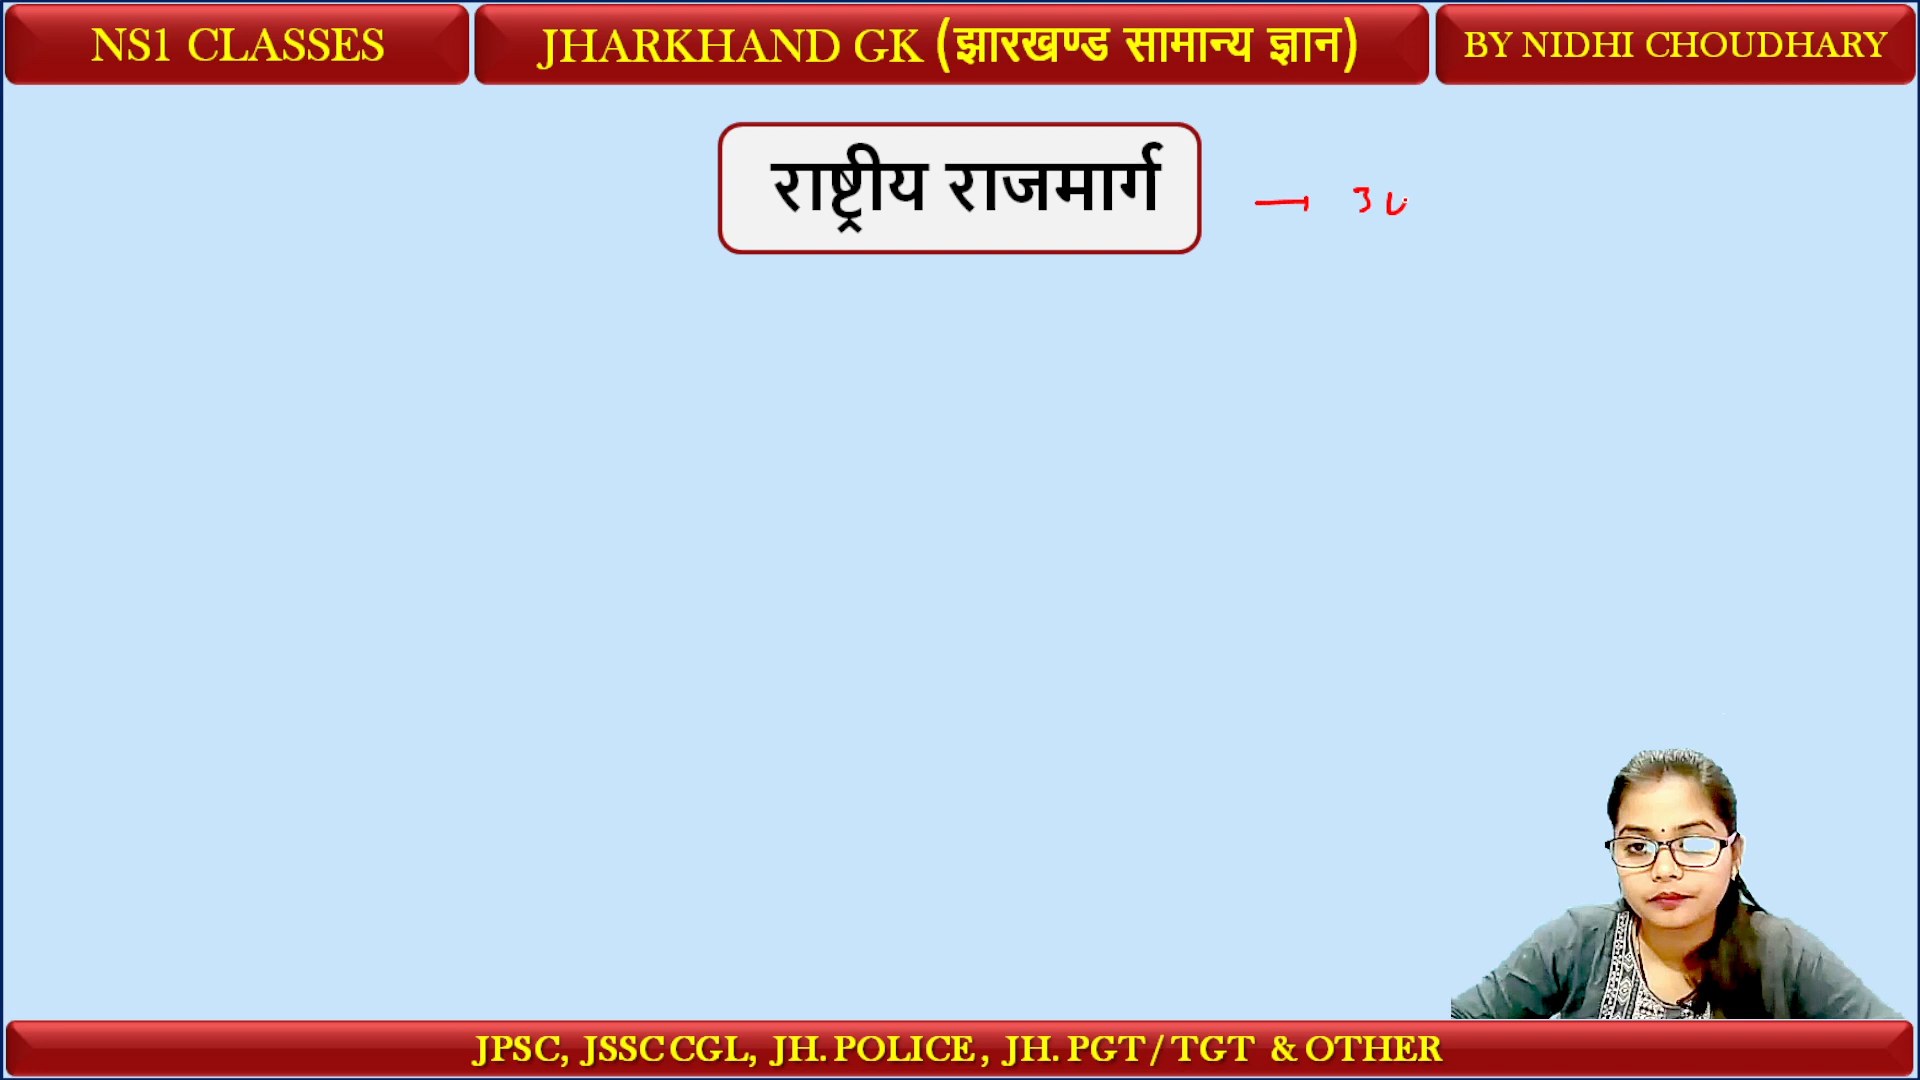 NS1 CLASSES
JHARKHAND GK (झारखण्ड सामान्य ज्ञान)
BY NIDHI CHOUDHARY
राष्ट्रीय राजमार्ग
JPSC, JSSC CGL, JH. POLICE, JH. PGT / TGT & OTHER